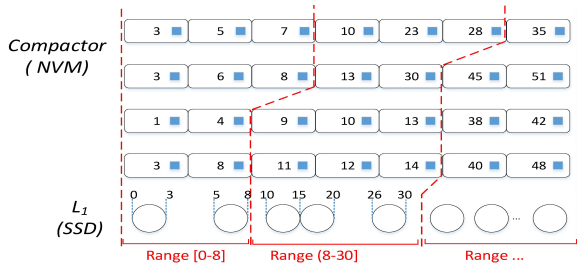 3 5 7 10 23 28 35
Compactor
( NVM)
3 6 8 13 30 45 51
1 4 9 10 13 38 42
3 8 11 12 14 40 48
0 3 5 8 10 15 20 26 30
L1
(SSD)
...
Range [0-8] Range (8-30] Range ...